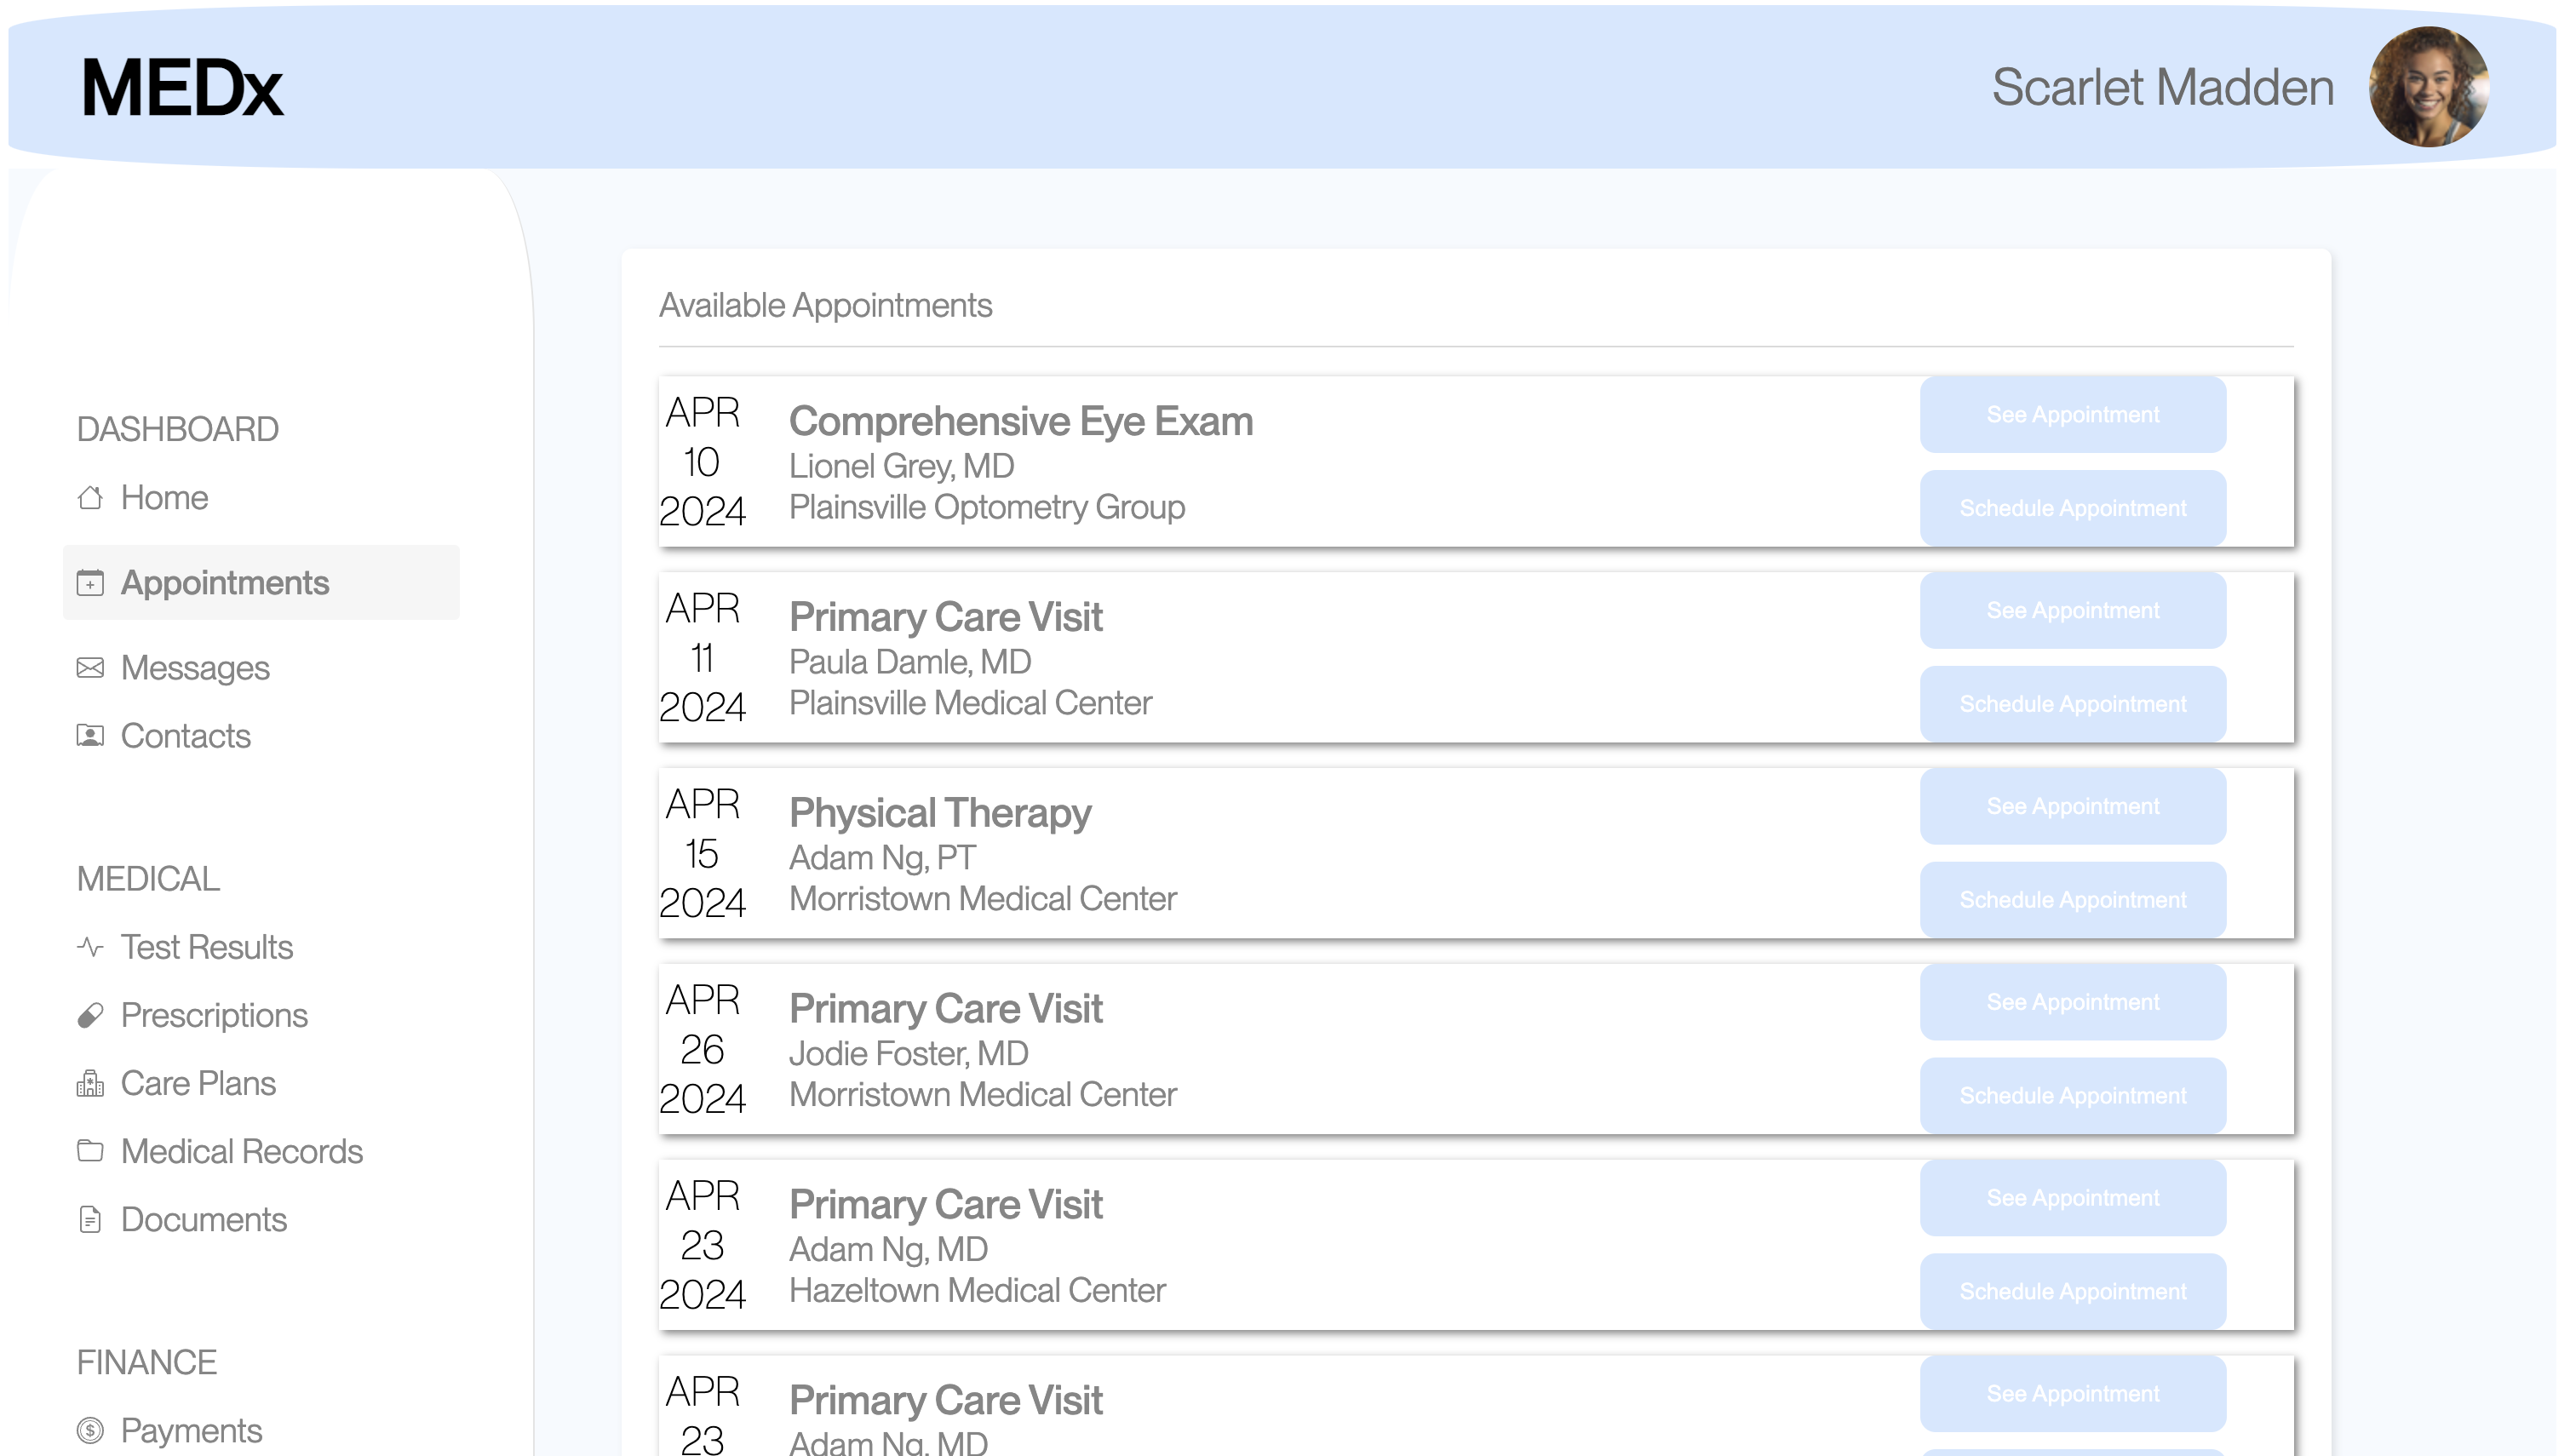 MEDx
Scarlet Madden
DASHBOARD
Home
Appointments
Messages
Contacts
MEDICAL
Test Results
Prescriptions
Care Plans
Medical Records
Documents
FINANCE
Payments
Available Appointments
APR
10
2024
Comprehensive Eye Exam
Lionel Grey, MD
Plainsville Optometry Group
See Appointment
Schedule Appointment
APR
11
2024
Primary Care Visit
Paula Damle, MD
Plainsville Medical Center
See Appointment
Schedule Appointment
APR
15
2024
Physical Therapy
Adam Ng, PT
Morristown Medical Center
See Appointment
Schedule Appointment
APR
26
2024
Primary Care Visit
Jodie Foster, MD
Morristown Medical Center
See Appointment
Schedule Appointment
APR
23
2024
Primary Care Visit
Adam Ng, MD
Hazeltown Medical Center
See Appointment
Schedule Appointment
APR
23
Primary Care Visit
Adam Ng, MD
See Appointment